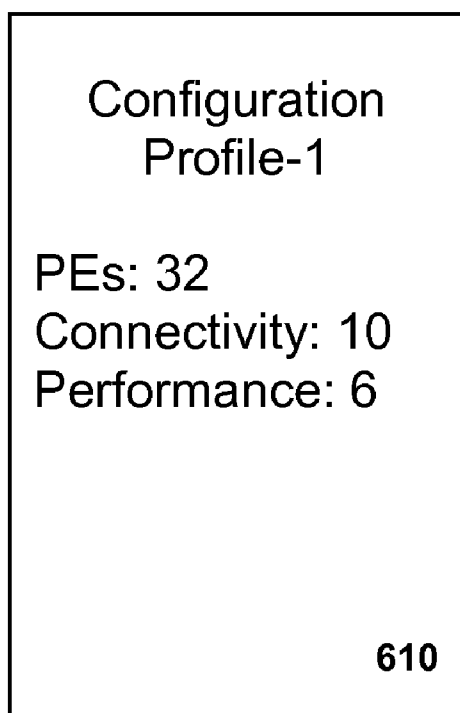 Configuration
Profile-1
PEs: 32
Connectivity: 10
Performance: 6
610